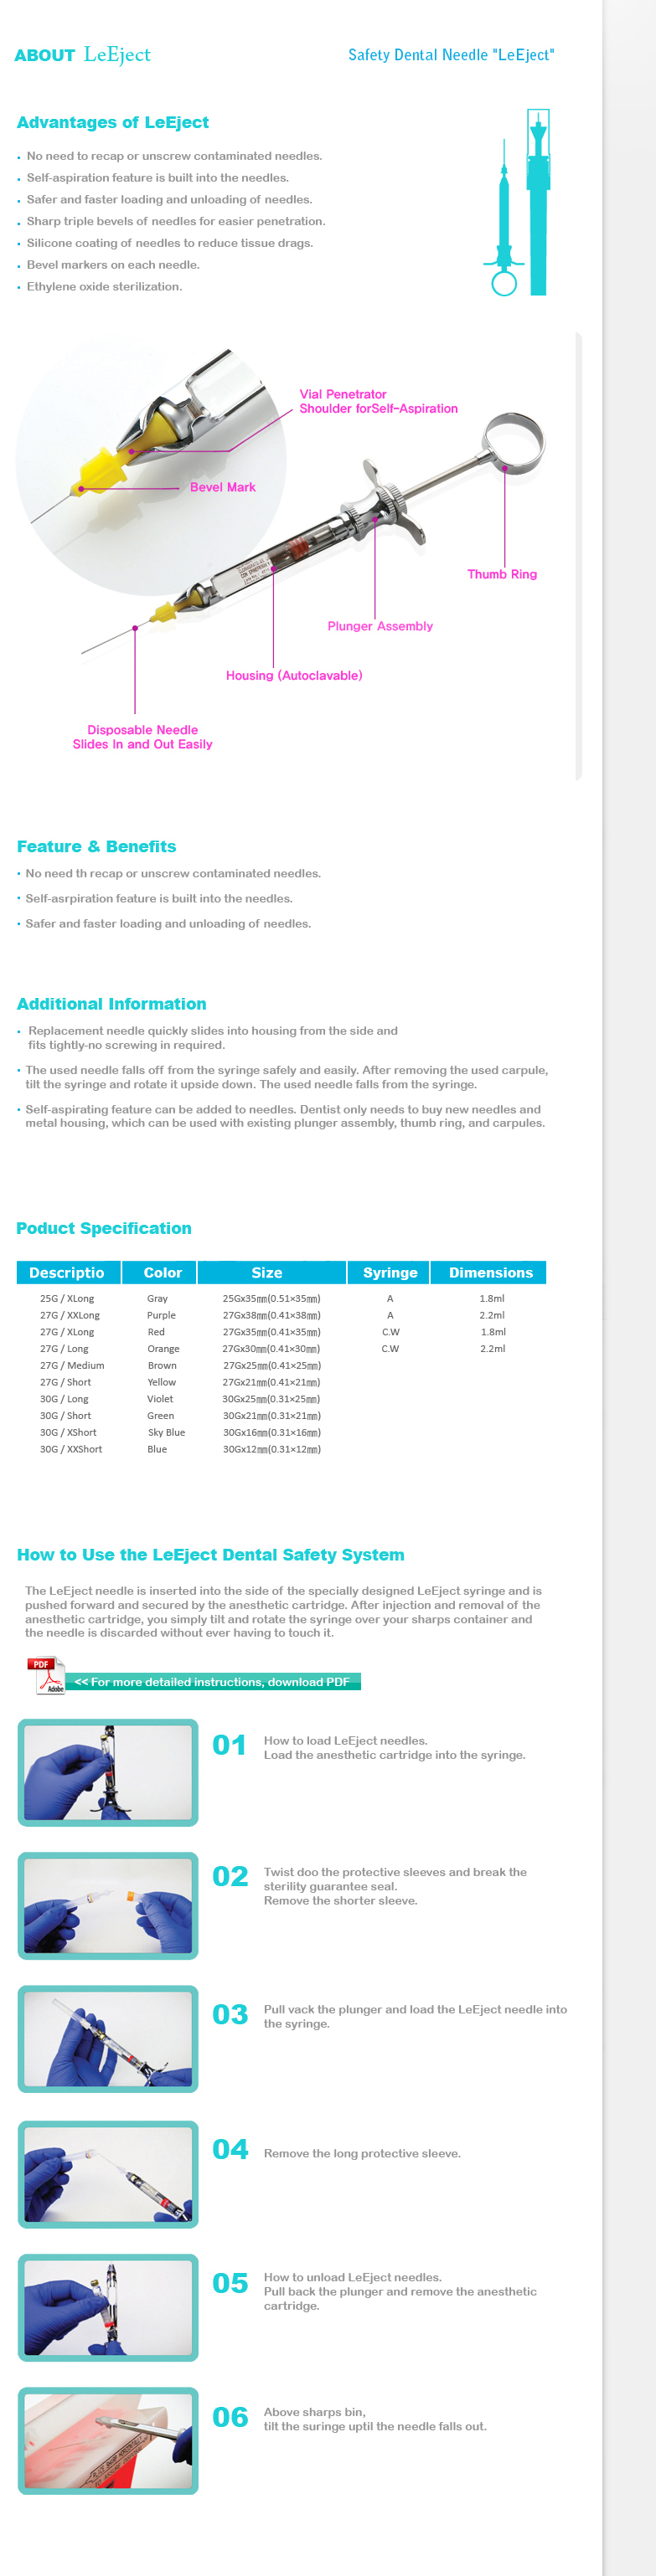 ABOUT LeEject
Safety Dental Needle "LeEject"
Advantages of LeEject
• No need to recap or unscrew contaminated needles.
• Self-aspiration feature is built into the needles.
• Safer and faster loading and unloading of needles.
• Sharp triple bevels of needles for easier penetration.
• Silicone coating of needles to reduce tissue drags.
• Bevel markers on each needle.
• Ethylene oxide sterilization.
Vial Penetrator
Shoulder forSelf-Aspiration
Bevel Mark
Thumb Ring
Plunger Assembly
Housing (Autoclavable)
Disposable Needle
Slides In and Out Easily
Feature & Benefits
• No need th recap or unscrew contaminated needles.
• Self-asrpiration feature is built into the needles.
• Safer and faster loading and unloading of needles.
Additional Information
• Replacement needle quickly slides into housing from the side and
fits tightly-no screwing in required.
• The used needle falls off from the syringe safely and easily. After removing the used carpule,
tilt the syringe and rotate it upside down. The used needle falls from the syringe.
• Self-aspirating feature can be added to needles. Dentist only needs to buy new needles and
metal housing, which can be used with existing plunger assembly, thumb ring, and carpules.
Poduct Specification
Descriptio Color Size Syringe Dimensions
25G / XLong Gray 25Gx35㎜(0.51×35㎜) A 1.8ml
27G / XXLong Purple 27Gx38㎜(0.41×38㎜) A 2.2ml
27G / XLong Red 27Gx35㎜(0.41×35㎜) C.W 1.8ml
27G / Long Orange 27Gx30㎜(0.41×30㎜) C.W 2.2ml
27G / Medium Brown 27Gx25㎜(0.41×25㎜)
27G / Short Yellow 27Gx21㎜(0.41×21㎜)
30G / Long Violet 30Gx25㎜(0.31×25㎜)
30G / Short Green 30Gx21㎜(0.31×21㎜)
30G / XShort Sky Blue 30Gx16㎜(0.31×16㎜)
30G / XXShort Blue 30Gx12㎜(0.31×12㎜)
How to Use the LeEject Dental Safety System
The LeEject needle is inserted into the side of the specially designed LeEject syringe and is
pushed forward and secured by the anesthetic cartridge. After injection and removal of the
anesthetic cartridge, you simply tilt and rotate the syringe over your sharps container and
the needle is discarded without ever having to touch it.
PDF
Adobe
<< For more detailed instructions, download PDF
01
How to load LeEject needles.
Load the anesthetic cartridge into the syringe.
02
Twist doo the protective sleeves and break the
sterility guarantee seal.
Remove the shorter sleeve.
03
Pull vack the plunger and load the LeEject needle into
the syringe.
04
Remove the long protective sleeve.
05
How to unload LeEject needles.
Pull back the plunger and remove the anesthetic
cartridge.
06
Above sharps bin,
tilt the suringe uptil the needle falls out.